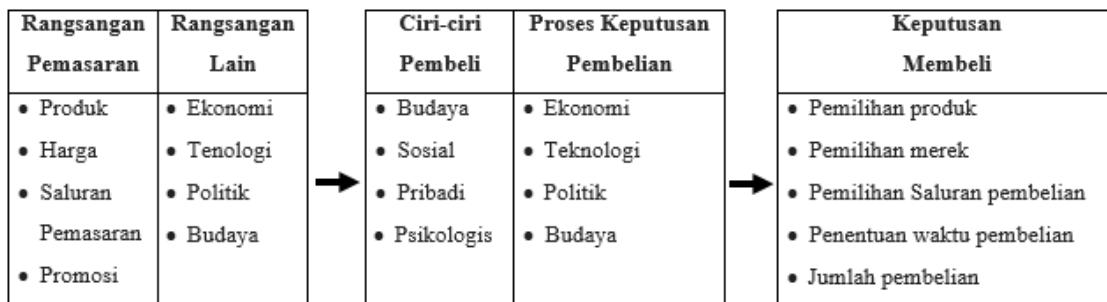 Rangsangan
Pemasaran
• Produk
• Harga
• Saluran
Pemasaran
• Promosi
Rangsangan
Lain
• Ekonomi
• Tenologi
• Politik
• Budaya
Ciri-ciri
Pembeli
• Budaya
• Sosial
• Pribadi
• Psikologis
Proses Keputusan
Pembelian
• Ekonomi
• Teknologi
• Politik
• Budaya
Keputusan
Membeli
• Pemilihan produk
• Pemilihan merek
• Pemilihan Saluran pembelian
• Penentuan waktu pembelian
• Jumlah pembelian